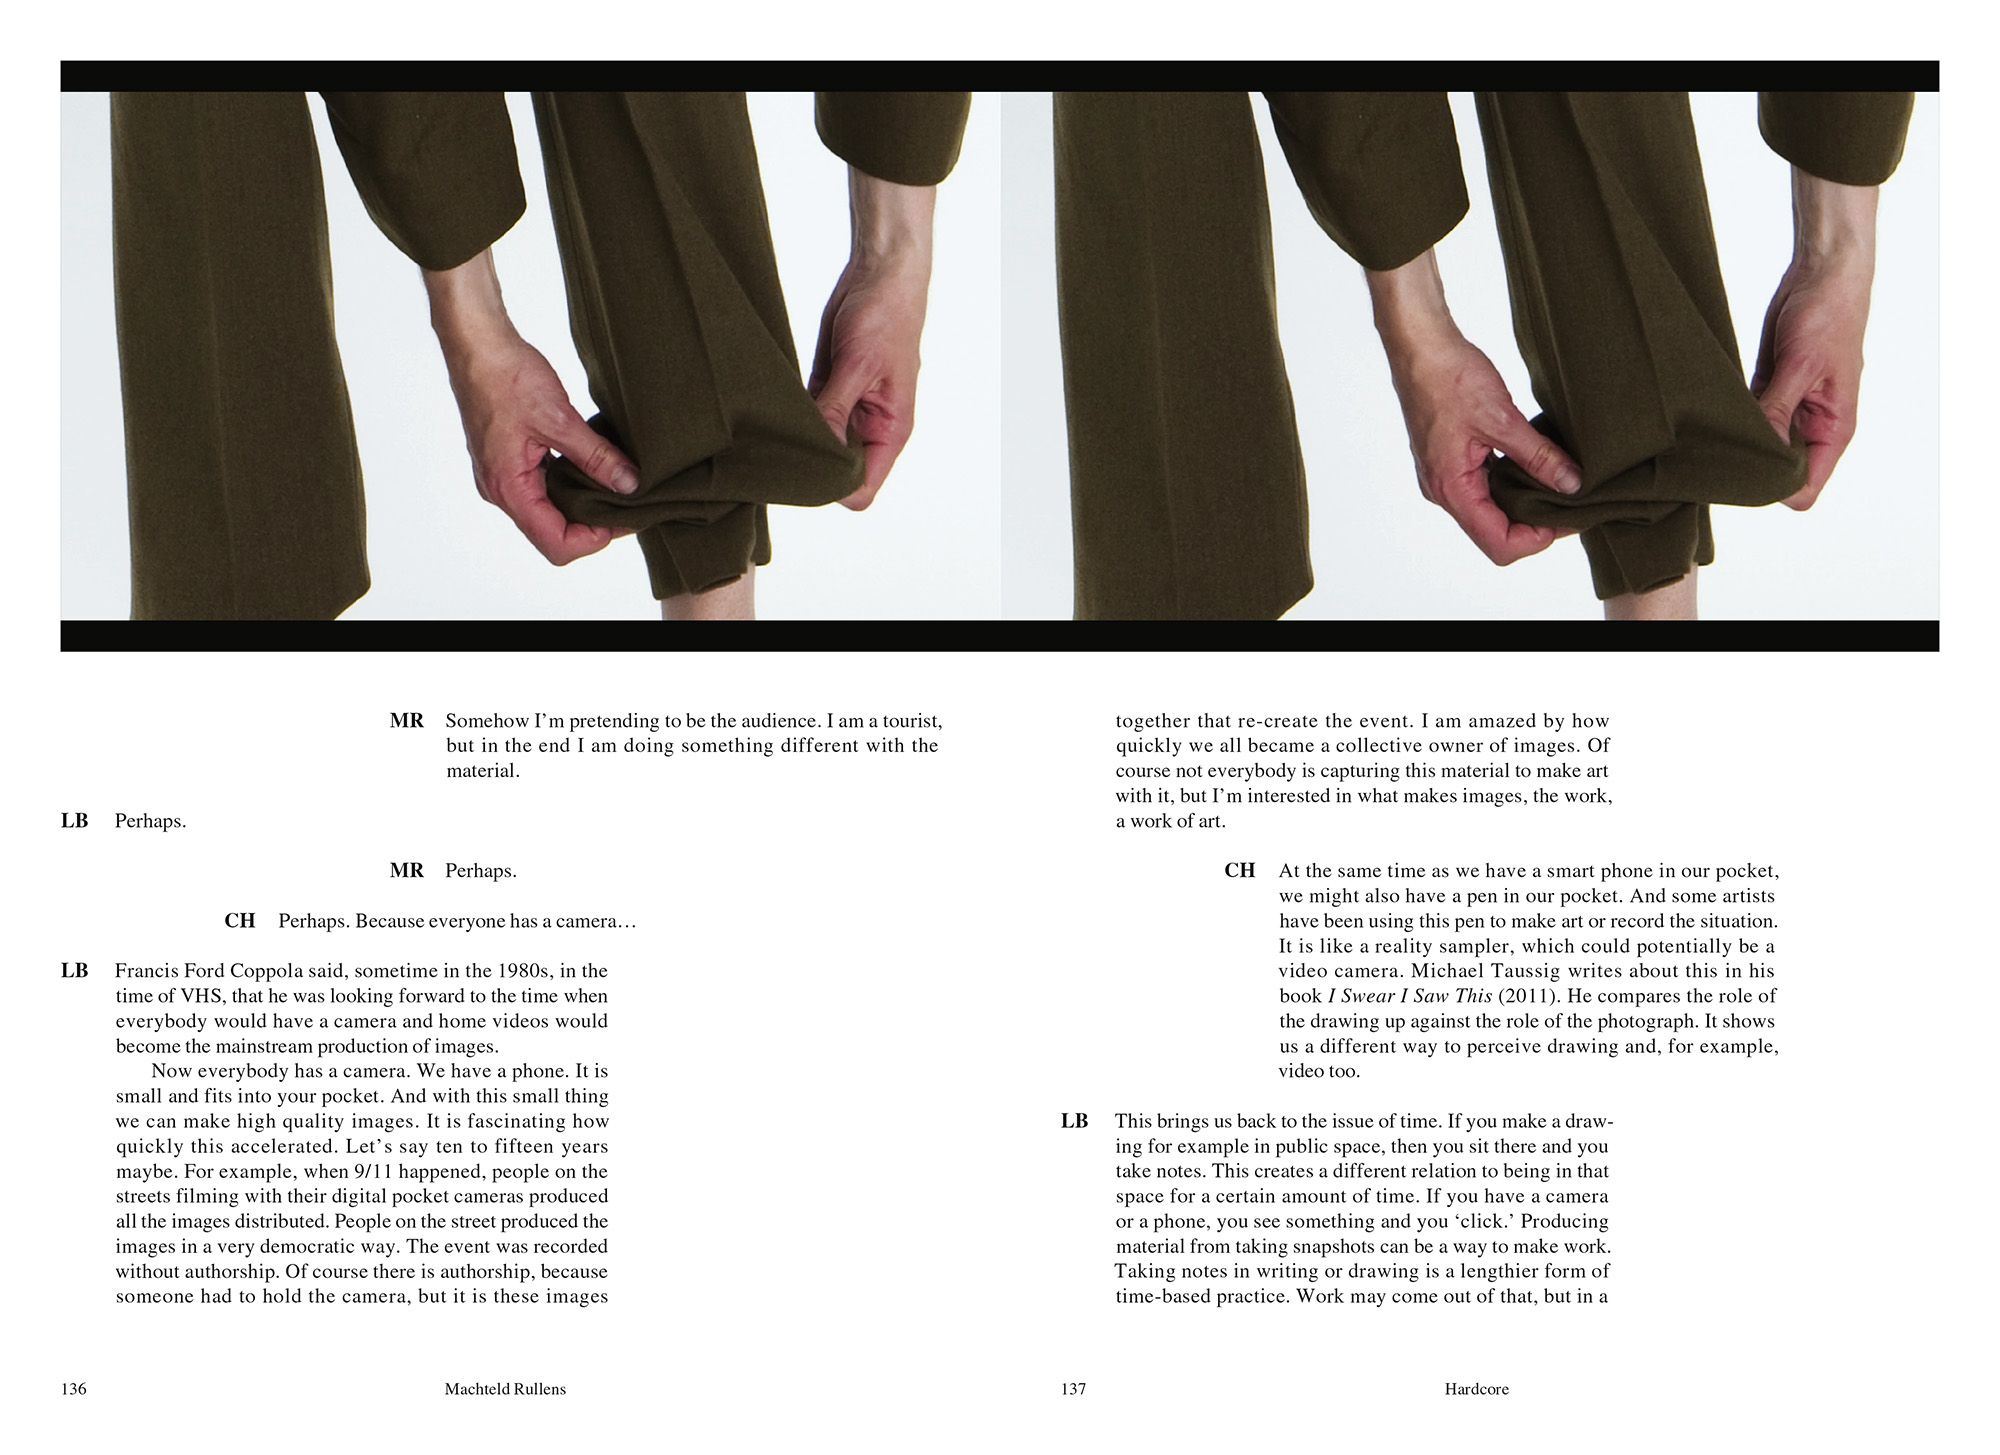 MR Somehow I’m pretending to be the audience. I am a tourist,
but in the end I am doing something different with the
material.
LB Perhaps.
MR Perhaps.
CH Perhaps. Because everyone has a camera…
LB Francis Ford Coppola said, sometime in the 1980s, in the
time of VHS, that he was looking forward to the time when
everybody would have a camera and home videos would
become the mainstream production of images.
Now everybody has a camera. We have a phone. It is
small and fits into your pocket. And with this small thing
we can make high quality images. It is fascinating how
quickly this accelerated. Let’s say ten to fifteen years
maybe. For example, when 9/11 happened, people on the
streets filming with their digital pocket cameras produced
all the images distributed. People on the street produced the
images in a very democratic way. The event was recorded
without authorship. Of course there is authorship, because
someone had to hold the camera, but it is these images
136
Machteld Rullens
together that re-create the event. I am amazed by how
quickly we all became a collective owner of images. Of
course not everybody is capturing this material to make art
with it, but I’m interested in what makes images, the work,
a work of art.
CH At the same time as we have a smart phone in our pocket,
we might also have a pen in our pocket. And some artists
have been using this pen to make art or record the situation.
It is like a reality sampler, which could potentially be a
video camera. Michael Taussig writes about this in his
book I Swear I Saw This (2011). He compares the role of
the drawing up against the role of the photograph. It shows
us a different way to perceive drawing and, for example,
video too.
LB This brings us back to the issue of time. If you make a draw-
ing for example in public space, then you sit there and you
take notes. This creates a different relation to being in that
space for a certain amount of time. If you have a camera
or a phone, you see something and you ‘click.’ Producing
material from taking snapshots can be a way to make work.
Taking notes in writing or drawing is a lengthier form of
time-based practice. Work may come out of that, but in a
137
Hardcore